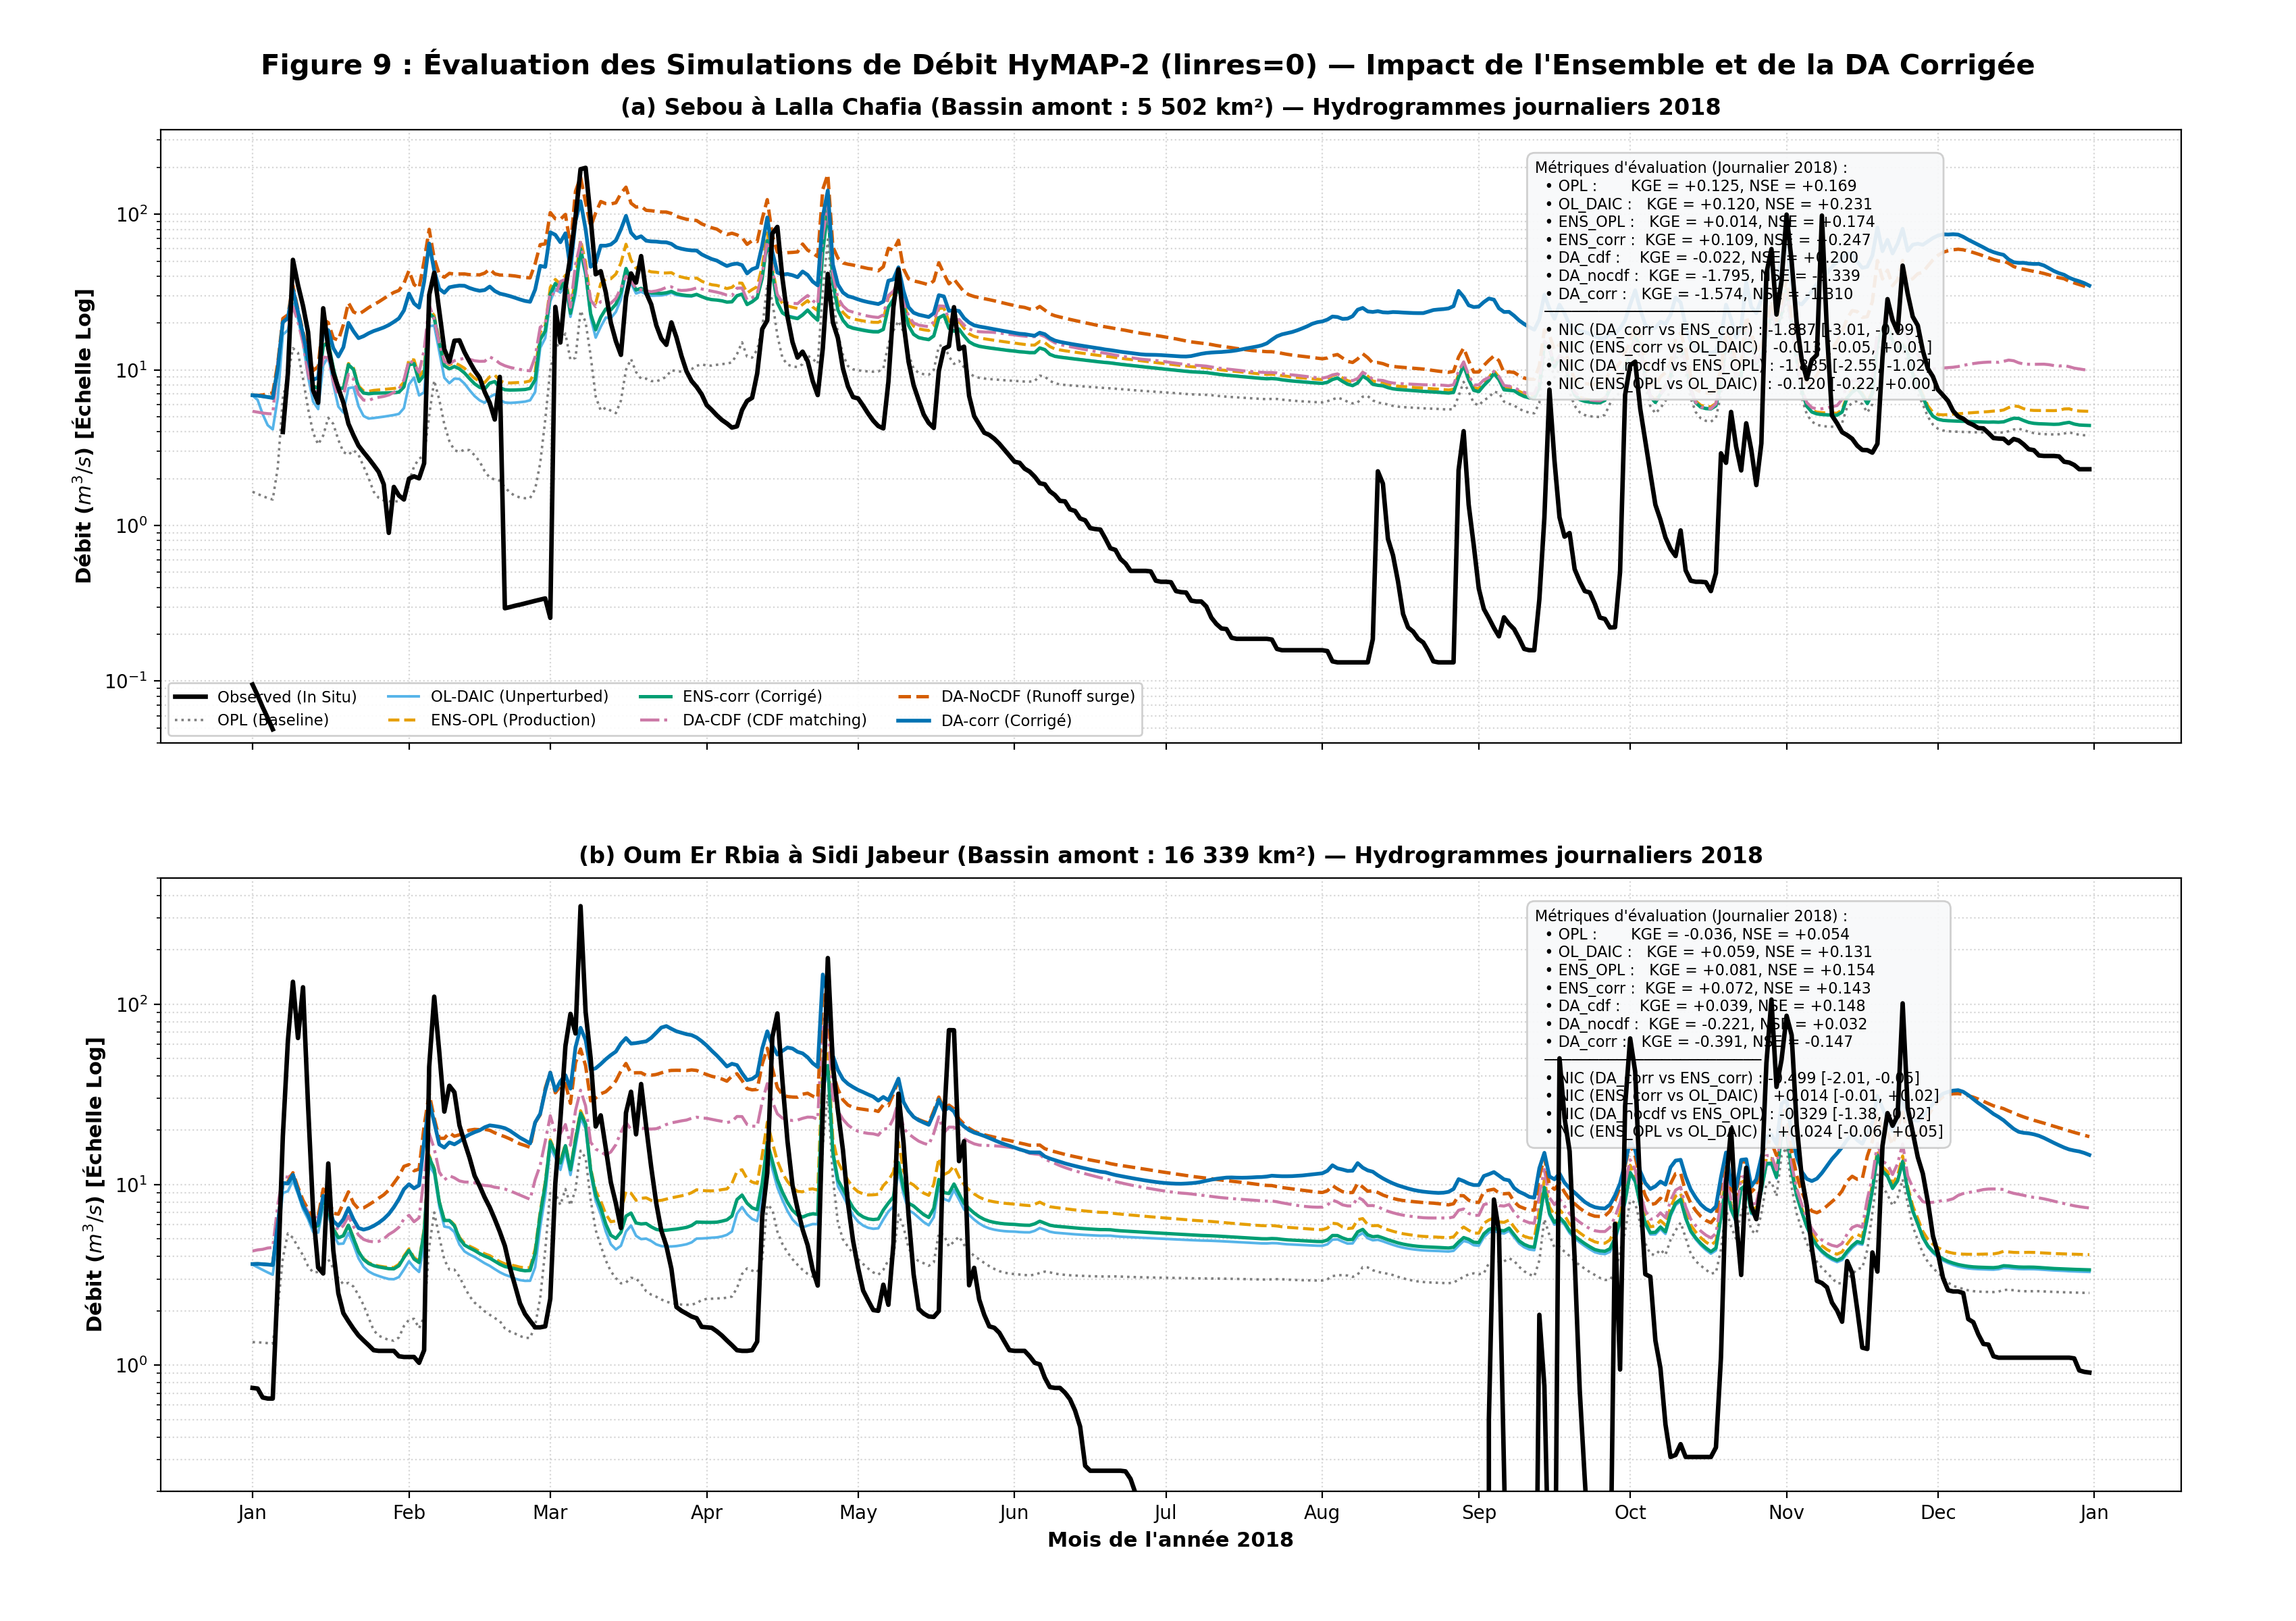 Figure 9 : Évaluation des Simulations de Débit HyMAP-2 (linres=0) — Impact de l'Ensemble et de la DA Corrigée
(a) Sebou à Lalla Chafia (Bassin amont : 5 502 km²) — Hydrogrammes journaliers 2018
Débit (m³/s) [Échelle Log]
10²
10¹
10⁰
10⁻¹
Métriques d'évaluation (Journalier 2018) :
• OPL : KGE = +0.125, NSE = +0.169
• OL_DAIC : KGE = +0.120, NSE = +0.231
• ENS_OPL : KGE = +0.014, NSE = +0.174
• ENS_corr : KGE = +0.109, NSE = +0.247
• DA_cdf : KGE = -0.022, NSE = +0.200
• DA_nocdf : KGE = -1.795, NSE =
• DA_corr : KGE = -1.574, NSE =
• NIC (DA_corr vs ENS_corr) : -1.887 [-3.01, -0.99]
• NIC (ENS_corr vs OL_DAIC) : -0.013 [-0.05, +0.01]
• NIC (DA_nocdf vs ENS_OPL) : [-2.55, -1.02]
• NIC (ENS_OPL vs OL_DAIC) : -0.120 [-0.22, +0.00]
Observed (In Situ)
OPL (Baseline)
OL-DAIC (Unperturbed)
ENS-OPL (Production)
ENS-corr (Corrigé)
DA-CDF (CDF matching)
DA-NoCDF (Runoff surge)
DA-corr (Corrigé)
(b) Oum Er Rbia à Sidi Jabeur (Bassin amont : 16 339 km²) — Hydrogrammes journaliers 2018
Débit (m³/s) [Échelle Log]
10²
10¹
10⁰
Métriques d'évaluation (Journalier 2018) :
• OPL : KGE = -0.036, NSE = +0.054
• OL_DAIC : KGE = +0.059, NSE = +0.131
• ENS_OPL : KGE = +0.081, NSE = +0.154
• ENS_corr : KGE = +0.072, NSE = +0.143
• DA_cdf : KGE = +0.039, NSE = +0.148
• DA_nocdf : KGE = -0.221, NSE = +0.032
• DA_corr : KGE = -0.391, NSE = -0.147
• NIC (DA_corr vs ENS_corr) : [-2.01, -0.05]
• NIC (ENS_corr vs OL_DAIC) : +0.014 [-0.01, +0.02]
• NIC (DA_nocdf vs ENS_OPL) : -0.329 [-1.38,
• NIC (ENS_OPL vs OL_DAIC) : +0.024 [-0.06, +0.05]
Jan Feb Mar Apr May Jun Jul Aug Sep Oct Nov Dec Jan
Mois de l'année 2018